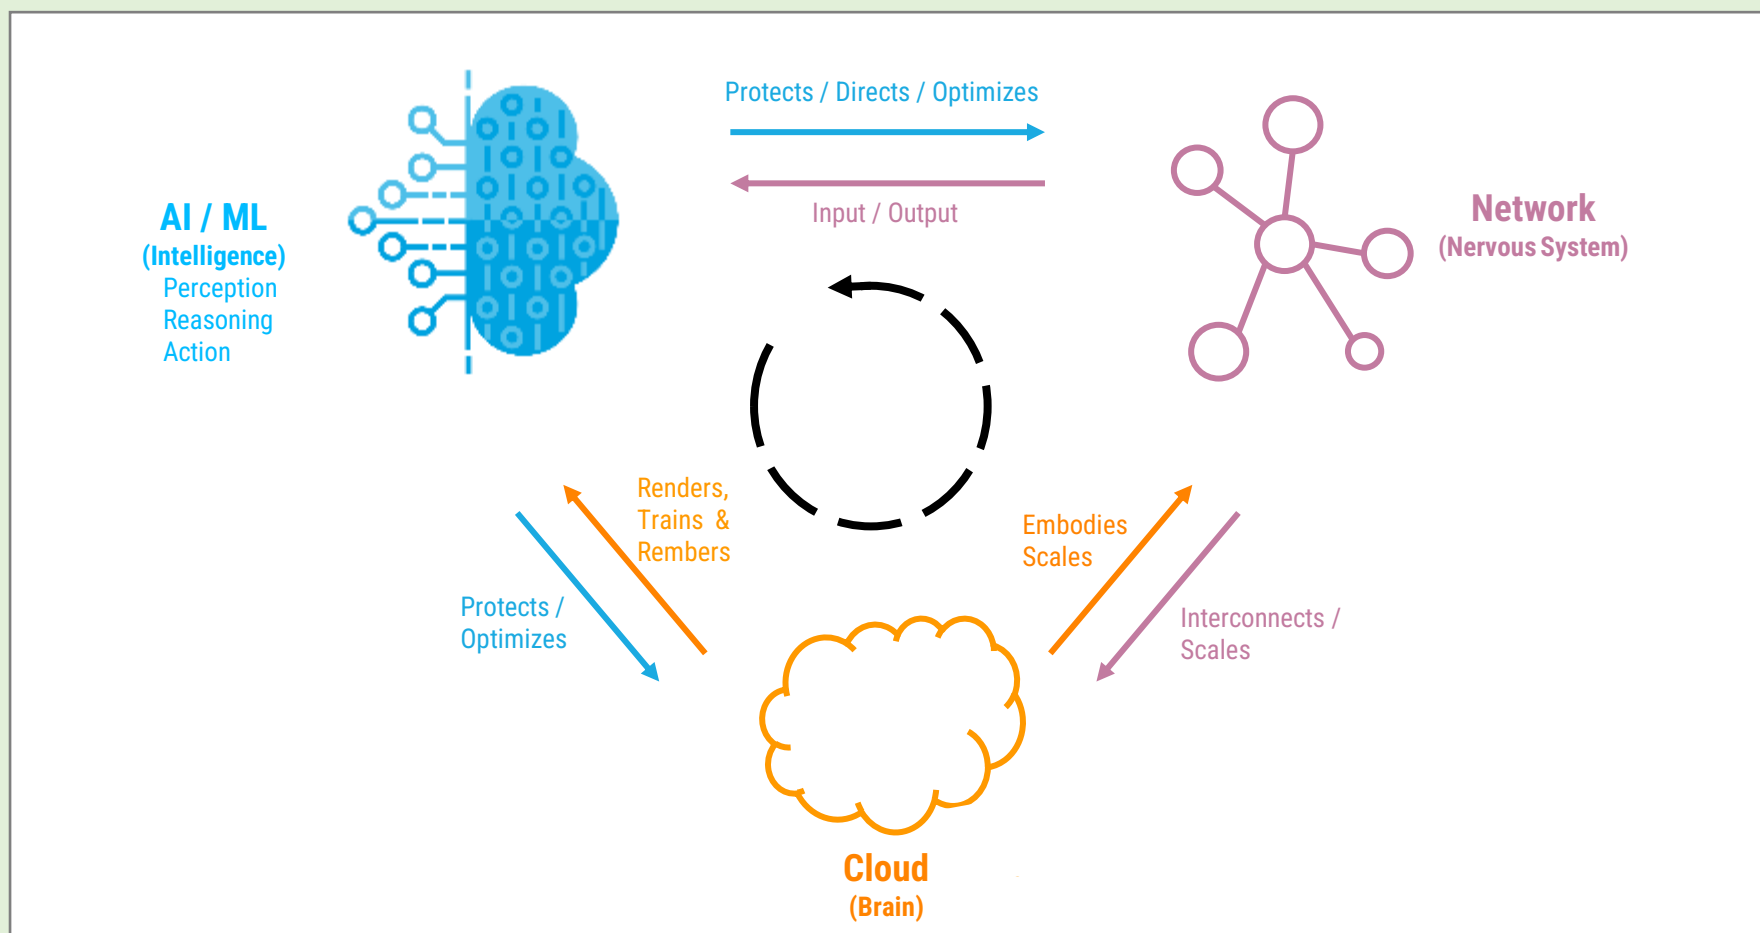 Protects / Directs / Optimizes
Input / Output
AI / ML
(Intelligence)
Perception
Reasoning
Action
Network
(Nervous System)
Renders,
Trains &
Rembers
Embodies
Scales
Protects /
Optimizes
Interconnects /
Scales
Cloud
(Brain)